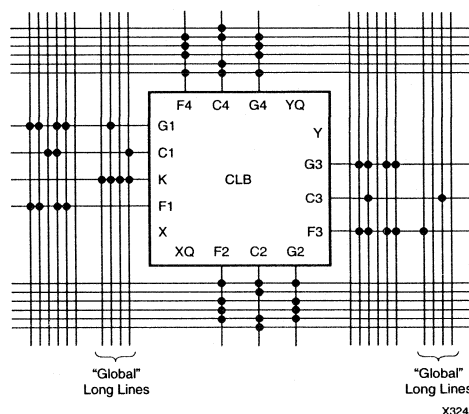 F4 C4 G4 YQ
G1 Y
G3
C1
K CLB
C3
F1
X F3
XQ F2 C2 G2
"Global" "Global"
Long Lines Long Lines
X3242